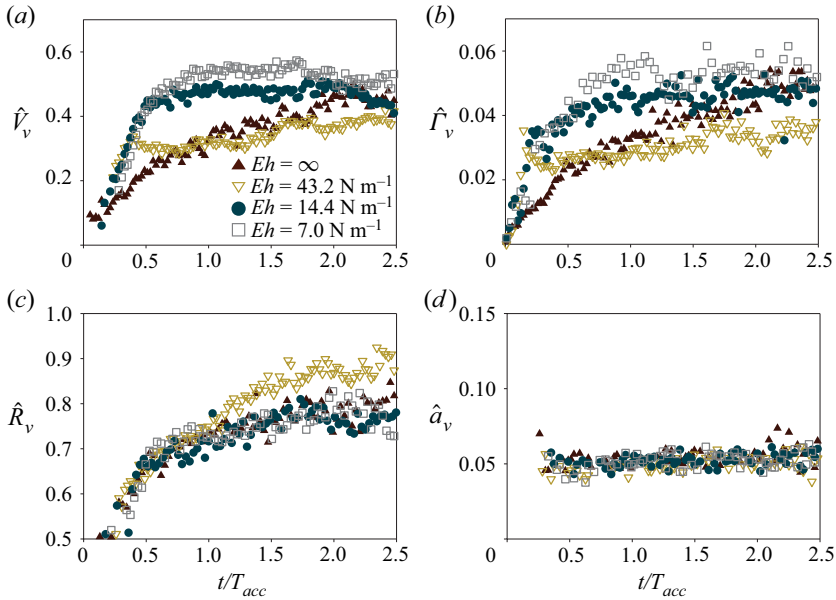 (a)
(b)
0.6
0.4
0.2
0
V̂v
Eh = ∞
Eh = 43.2 N m⁻¹
Eh = 14.4 N m⁻¹
Eh = 7.0 N m⁻¹
0.5
1.0
1.5
2.0
2.5
0.06
0.04
0.02
0
Γ̂v
0.5
1.0
1.5
2.0
2.5
(c)
(d)
1.0
0.9
0.8
0.7
0.6
0.5
R̂v
0
0.5
1.0
1.5
2.0
2.5
t/Tacc
0.15
0.10
0.05
0
âv
0.5
1.0
1.5
2.0
2.5
t/Tacc